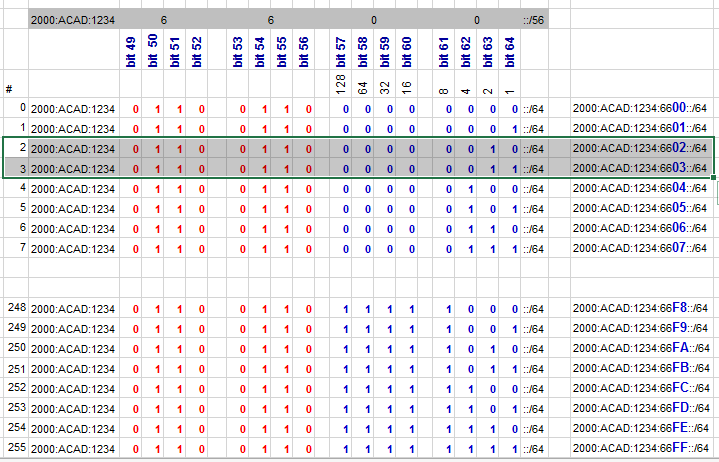 2000:ACAD:1234 6 6 0 0 ::/56
bit 49 bit 50 bit 51 bit 52 bit 53 bit 54 bit 55 bit 56 bit 57 bit 58 bit 59 bit 60 bit 61 bit 62 bit 63 bit 64
# 128 64 32 16 8 4 2 1
0 2000:ACAD:1234 0 1 1 0 0 1 1 0 0 0 0 0 0 0 0 0 ::/64 2000:ACAD:1234:6600::/64
1 2000:ACAD:1234 0 1 1 0 0 1 1 0 0 0 0 0 0 0 0 1 ::/64 2000:ACAD:1234:6601::/64
2 2000:ACAD:1234 0 1 1 0 0 1 1 0 0 0 0 0 0 0 1 0 ::/64 2000:ACAD:1234:6602::/64
3 2000:ACAD:1234 0 1 1 0 0 1 1 0 0 0 0 0 0 0 1 1 ::/64 2000:ACAD:1234:6603::/64
4 2000:ACAD:1234 0 1 1 0 0 1 1 0 0 0 0 0 0 1 0 0 ::/64 2000:ACAD:1234:6604::/64
5 2000:ACAD:1234 0 1 1 0 0 1 1 0 0 0 0 0 0 1 0 1 ::/64 2000:ACAD:1234:6605::/64
6 2000:ACAD:1234 0 1 1 0 0 1 1 0 0 0 0 0 0 1 1 0 ::/64 2000:ACAD:1234:6606::/64
7 2000:ACAD:1234 0 1 1 0 0 1 1 0 0 0 0 0 0 1 1 1 ::/64 2000:ACAD:1234:6607::/64
248 2000:ACAD:1234 0 1 1 0 0 1 1 0 1 1 1 1 1 0 0 0 ::/64 2000:ACAD:1234:66F8::/64
249 2000:ACAD:1234 0 1 1 0 0 1 1 0 1 1 1 1 1 0 0 1 ::/64 2000:ACAD:1234:66F9::/64
250 2000:ACAD:1234 0 1 1 0 0 1 1 0 1 1 1 1 1 0 1 0 ::/64 2000:ACAD:1234:66FA::/64
251 2000:ACAD:1234 0 1 1 0 0 1 1 0 1 1 1 1 1 0 1 1 ::/64 2000:ACAD:1234:66FB::/64
252 2000:ACAD:1234 0 1 1 0 0 1 1 0 1 1 1 1 1 1 0 0 ::/64 2000:ACAD:1234:66FC::/64
253 2000:ACAD:1234 0 1 1 0 0 1 1 0 1 1 1 1 1 1 0 1 ::/64 2000:ACAD:1234:66FD::/64
254 2000:ACAD:1234 0 1 1 0 0 1 1 0 1 1 1 1 1 1 1 0 ::/64 2000:ACAD:1234:66FE::/64
255 2000:ACAD:1234 0 1 1 0 0 1 1 0 1 1 1 1 1 1 1 1 ::/64 2000:ACAD:1234:66FF::/64